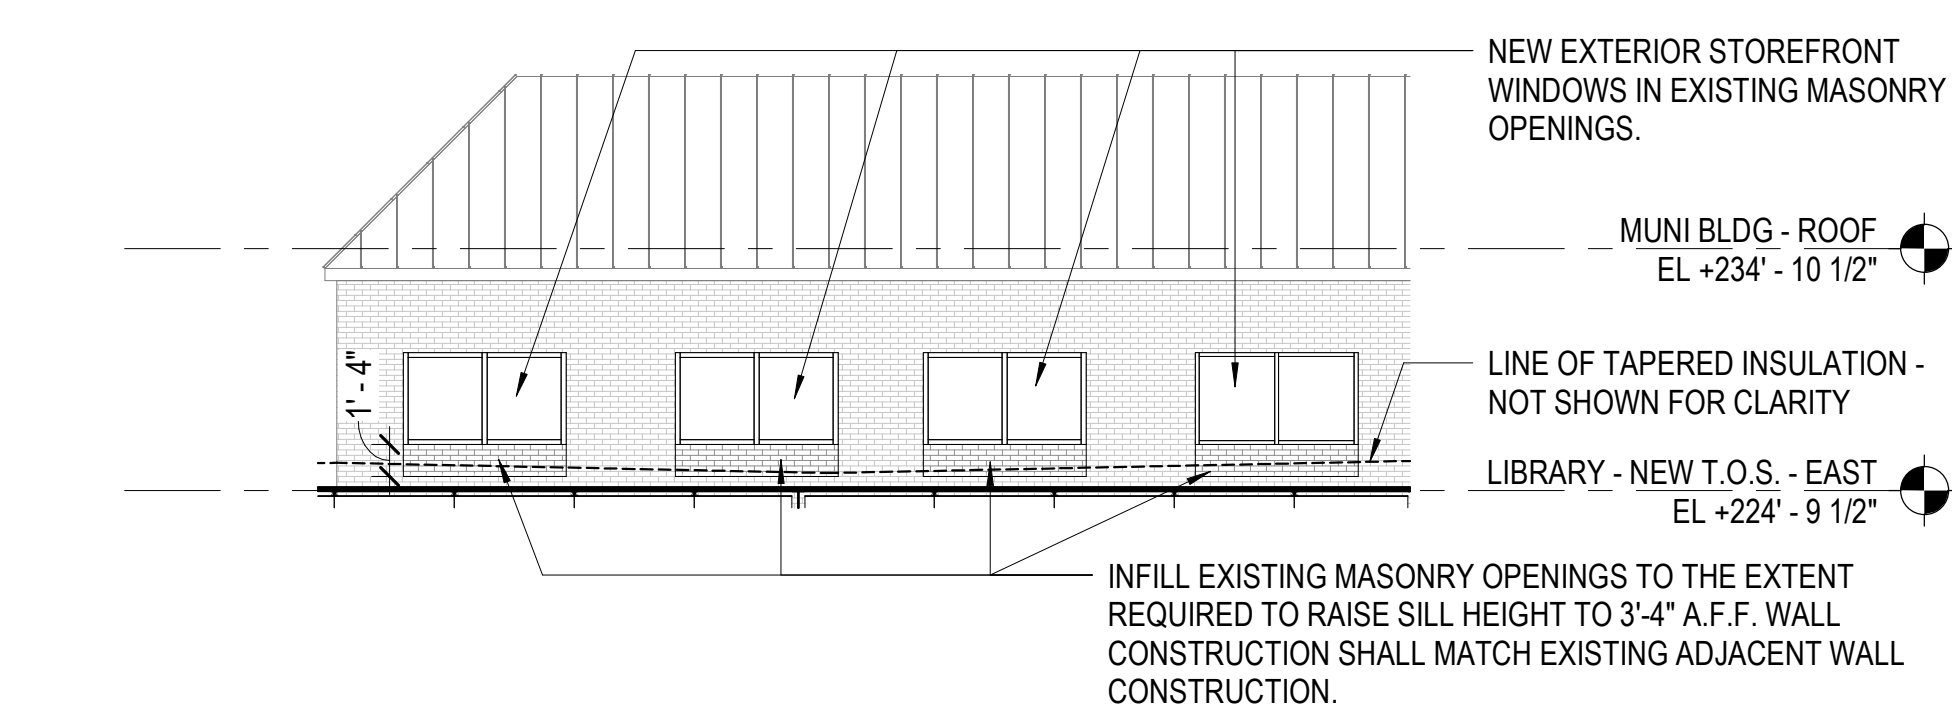 NEW EXTERIOR STOREFRONT
WINDOWS IN EXISTING MASONRY
OPENINGS.
MUNI BLDG - ROOF
EL +234' - 10 1/2"
1' - 4"
LINE OF TAPERED INSULATION -
NOT SHOWN FOR CLARITY
LIBRARY - NEW T.O.S. - EAST
EL +224' - 9 1/2"
INFILL EXISTING MASONRY OPENINGS TO THE EXTENT
REQUIRED TO RAISE SILL HEIGHT TO 3'-4" A.F.F. WALL
CONSTRUCTION SHALL MATCH EXISTING ADJACENT WALL
CONSTRUCTION.